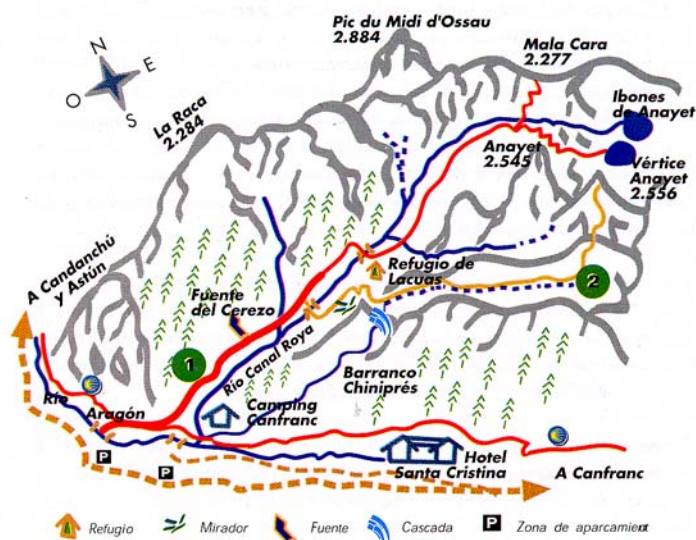 Pic du Midi d'Ossau
2.884
Mala Cara
2.277
N
E
O
S
La Raca
2.284
Ibones
de Anayet
Anayet
2.545
Vértice
Anayet
2.556
A Candanchú
y Astún
Refugio de
Lacuas
2
Fuente
del Cerezo
1
Río Canal Roya
Barranco
Chiniprés
Río
Aragón
Camping
Canfranc
P
P
Hotel
Santa Cristina
A Canfranc
Refugio
Mirador
Fuente
Cascada
P
Zona de aparcamient